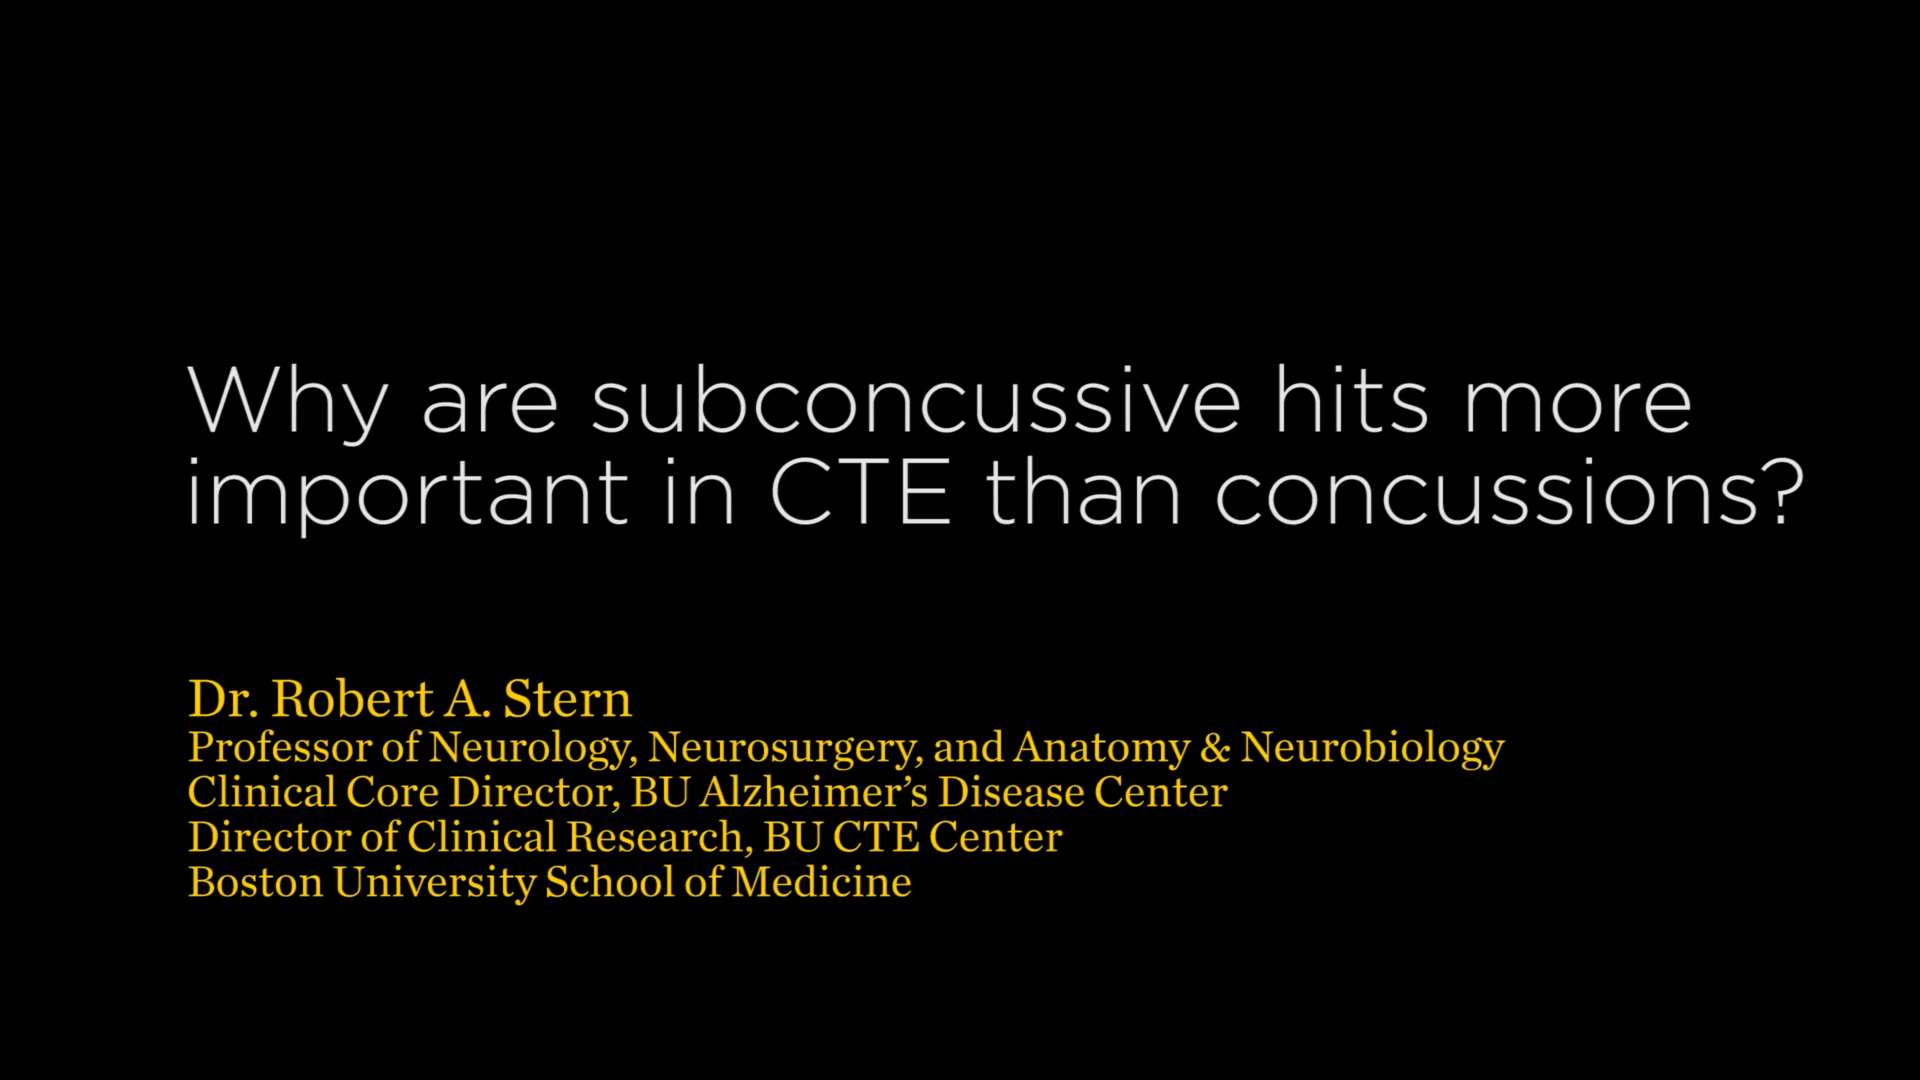 Why are subconcussive hits more
important in CTE than concussions?
Dr. Robert A. Stern
Professor of Neurology, Neurosurgery, and Anatomy & Neurobiology
Clinical Core Director, BU Alzheimer’s Disease Center
Director of Clinical Research, BU CTE Center
Boston University School of Medicine